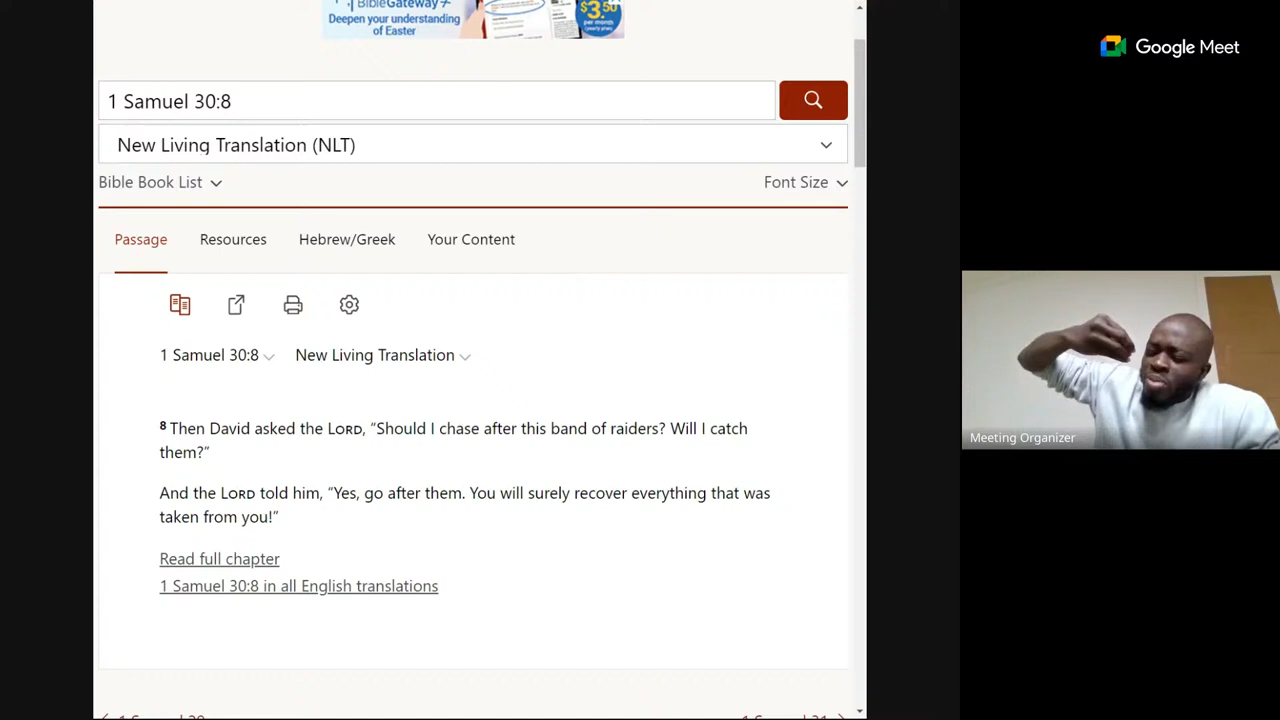 BibleGateway+
Deepen your understanding
of Easter
$3.50
per month
Google Meet
1 Samuel 30:8
New Living Translation (NLT)
Bible Book List
Font Size
Passage
Resources
Hebrew/Greek
Your Content
1 Samuel 30:8
New Living Translation
8 Then David asked the LORD, “Should I chase after this band of raiders? Will I catch
them?”
And the LORD told him, “Yes, go after them. You will surely recover everything that was
taken from you!”
Read full chapter
1 Samuel 30:8 in all English translations
Meeting Organizer